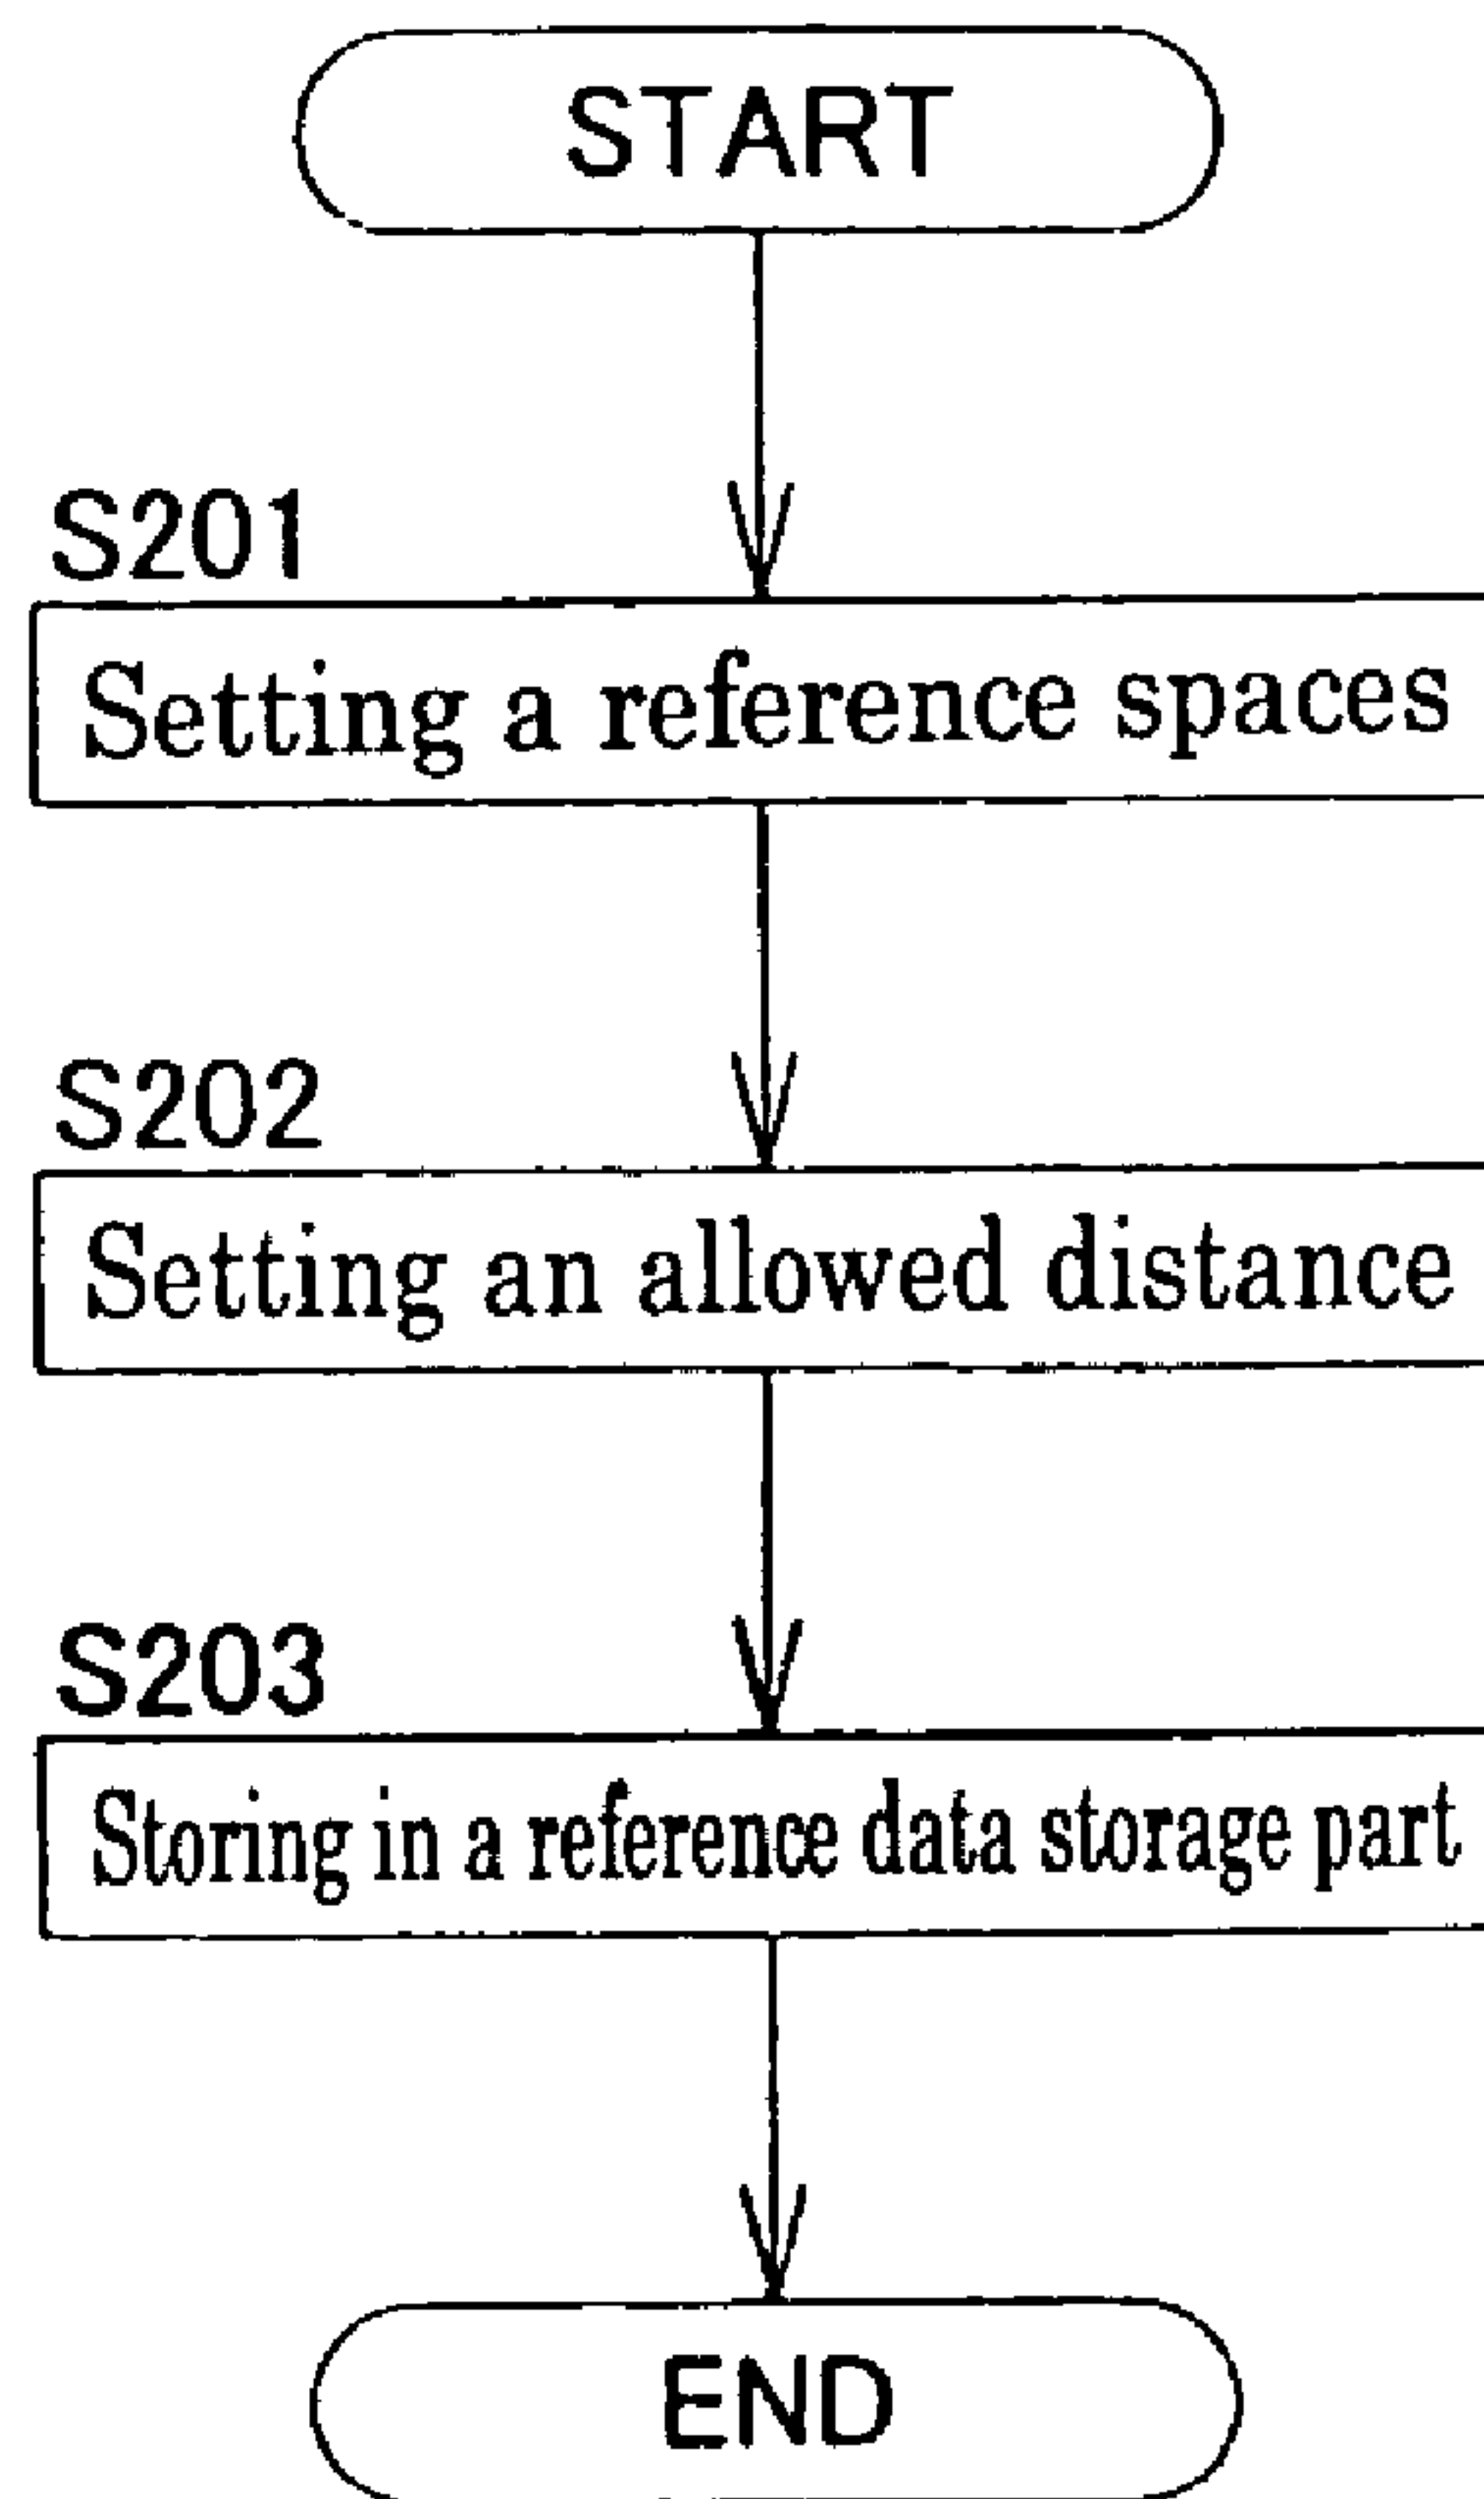 START
S201
Setting a reference spaces
S202
Setting an allowed distance
S203
Storing in a reference data storage part
END